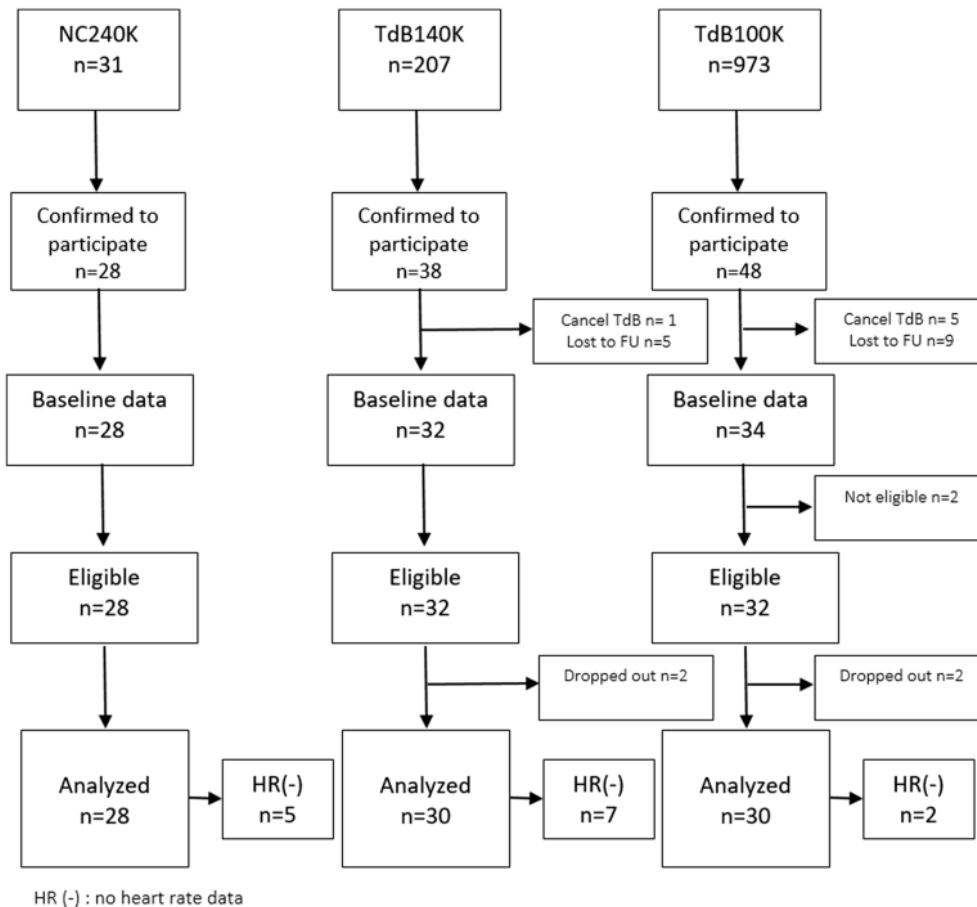 NC240K
n=31
TdB140K
n=207
TdB100K
n=973
Confirmed to
participate
n=28
Confirmed to
participate
n=38
Confirmed to
participate
n=48
Cancel TdB n= 1
Lost to FU n=5
Cancel TdB n= 5
Lost to FU n=9
Baseline data
n=28
Baseline data
n=32
Baseline data
n=34
Not eligible n=2
Eligible
n=28
Eligible
n=32
Eligible
n=32
Dropped out n=2
Dropped out n=2
Analyzed
n=28
HR(-)
n=5
Analyzed
n=30
HR(-)
n=7
Analyzed
n=30
HR(-)
n=2
HR (-) : no heart rate data